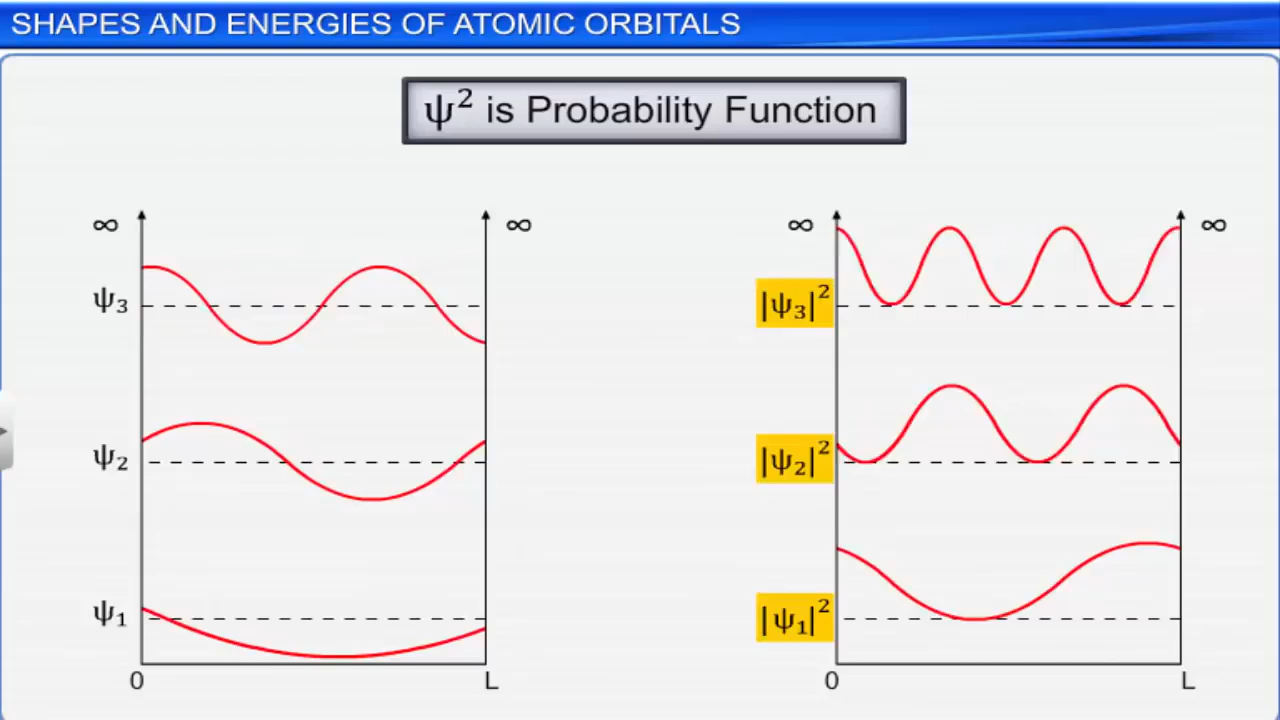 SHAPES AND ENERGIES OF ATOMIC ORBITALS
ψ² is Probability Function
∞ ∞
ψ₃
ψ₂
ψ₁
0 L
∞ ∞
|ψ₃|²
|ψ₂|²
|ψ₁|²
0 L